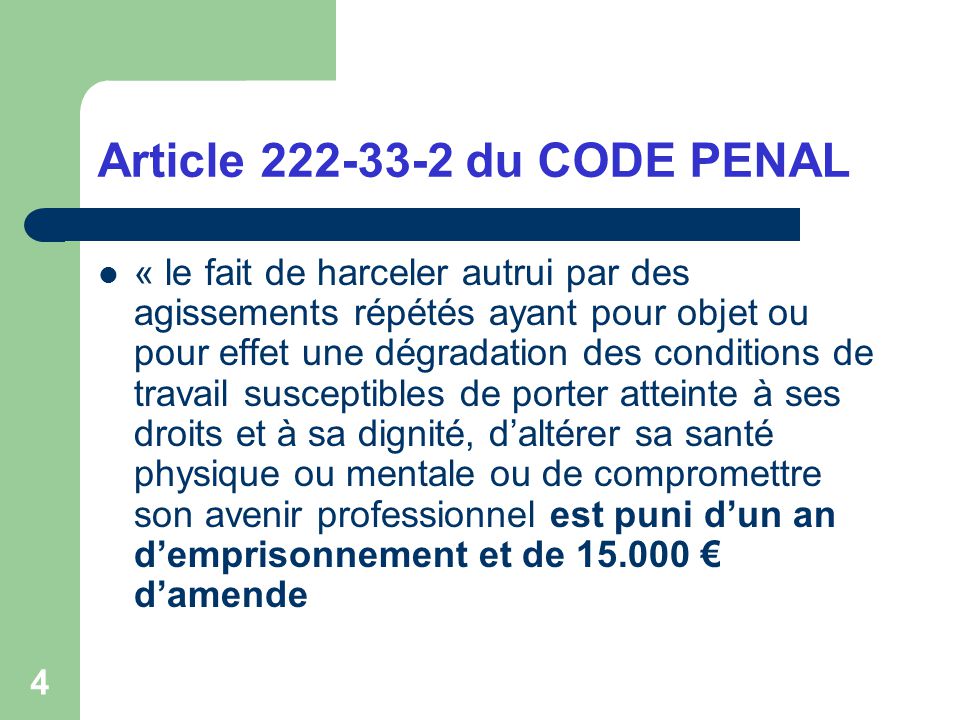 Article 222-33-2 du CODE PENAL
« le fait de harceler autrui par des
agissements répétés ayant pour objet ou
pour effet une dégradation des conditions de
travail susceptibles de porter atteinte à ses
droits et à sa dignité, d’altérer sa santé
physique ou mentale ou de compromettre
son avenir professionnel est puni d’un an
d’emprisonnement et de 15.000 €
d’amende
4